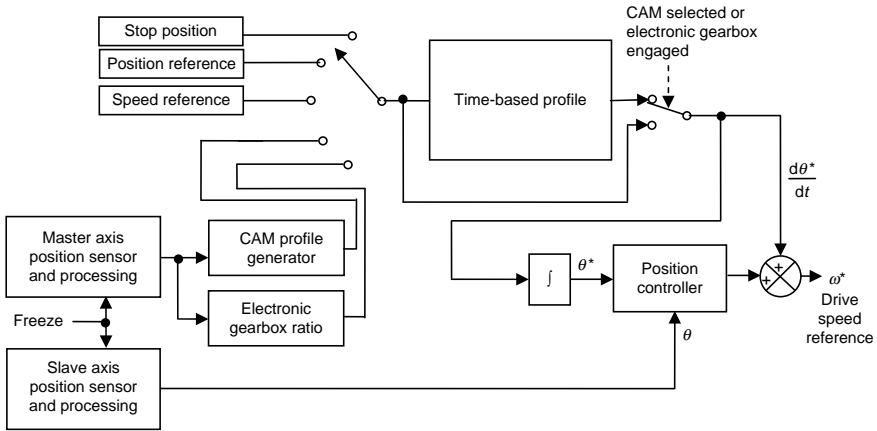 Stop position
Position reference
Speed reference
Time-based profile
CAM selected or
electronic gearbox
engaged
dθ*
dt
Master axis
position sensor
and processing
CAM profile
generator
Electronic
gearbox ratio
Freeze
Slave axis
position sensor
and processing
∫
θ*
Position
controller
θ
+
+
ω*
Drive
speed
reference